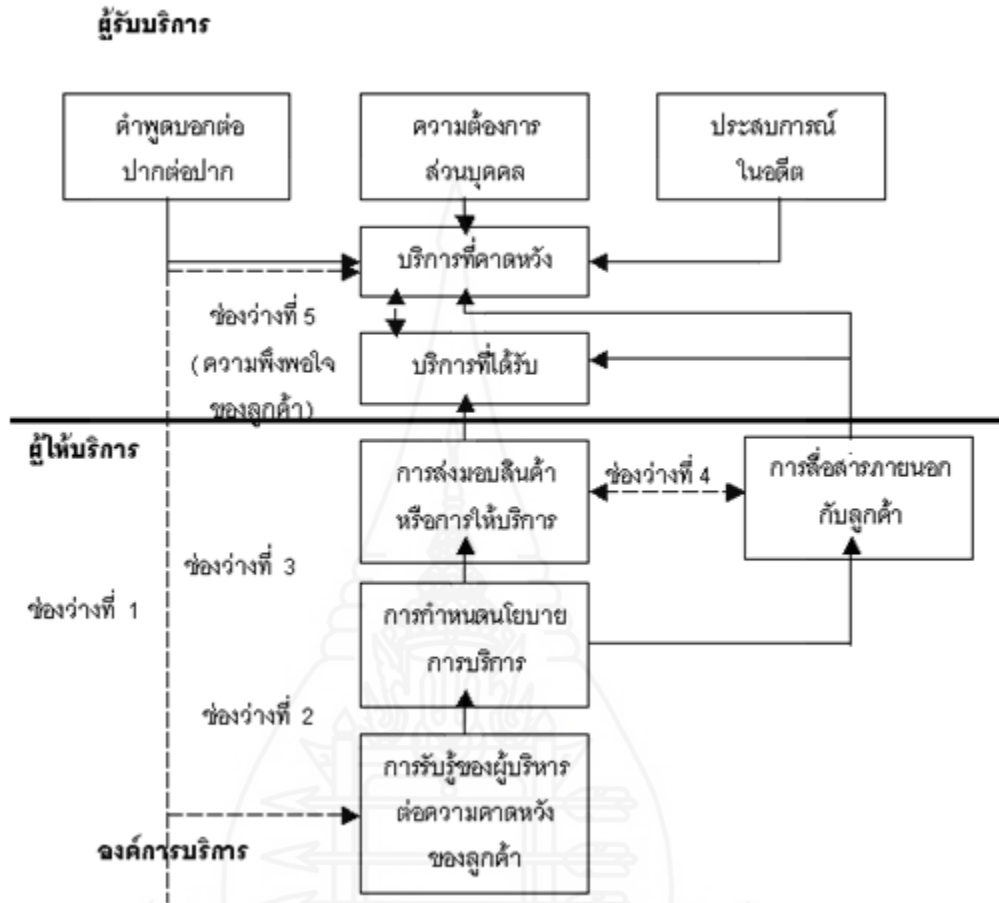 ผู้รับบริการ
คำพูดบอกต่อ
ปากต่อปาก
ความต้องการ
ส่วนบุคคล
ประสบการณ์
ในอดีต
บริการที่คาดหวัง
ช่องว่างที่ 5
(ความพึงพอใจ
ของลูกค้า)
บริการที่ได้รับ
ผู้ให้บริการ
การส่งมอบสินค้า
หรือการให้บริการ
ช่องว่างที่ 4
การสื่อสารภายนอก
กับลูกค้า
ช่องว่างที่ 3
ช่องว่างที่ 1
การกำหนดนโยบาย
การบริการ
ช่องว่างที่ 2
การรับรู้ของผู้บริหาร
ต่อความคาดหวัง
ของลูกค้า
องค์การบริการ